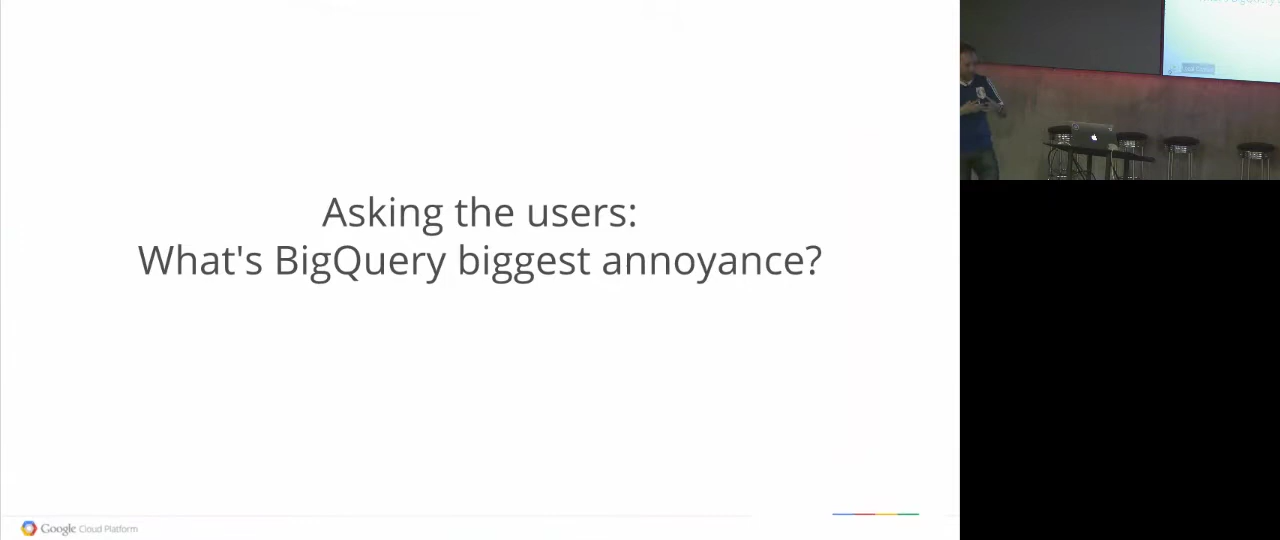 Asking the users:
What's BigQuery biggest annoyance?
Google Cloud Platform